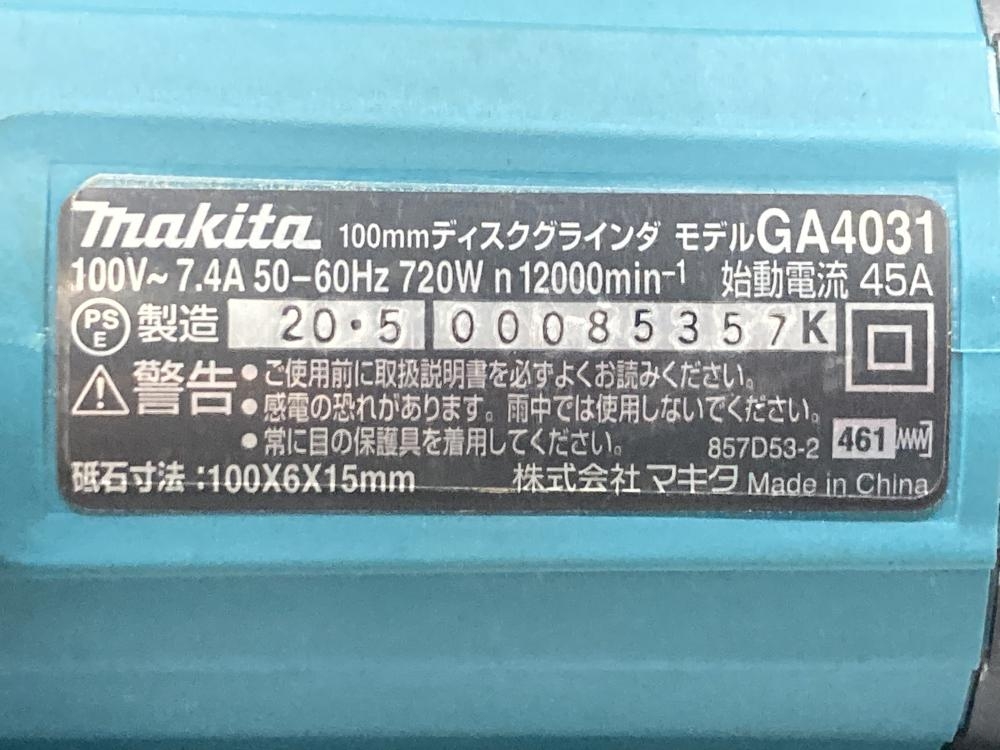 makita 100mmディスクグラインダ モデルGA4031
100V~ 7.4A 50-60Hz 720W n 12000min⁻¹ 始動電流 45A
PSE 製造 20・5 00085357K
警告 ●ご使用前に取扱説明書を必ずよくお読みください。
●感電の恐れがあります。雨中では使用しないでください。
●常に目の保護具を着用してください。 857D53-2 461
砥石寸法:100X6X15mm 株式会社 マキタ Made in China